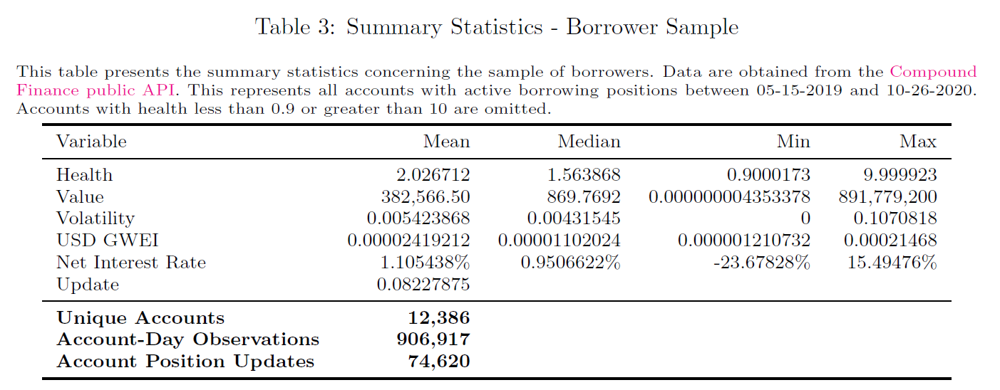 Table 3: Summary Statistics - Borrower Sample
This table presents the summary statistics concerning the sample of borrowers. Data are obtained from the Compound
Finance public API. This represents all accounts with active borrowing positions between 05-15-2019 and 10-26-2020.
Accounts with health less than 0.9 or greater than 10 are omitted.
Variable Mean Median Min Max
Health 2.026712 1.563868 0.9000173 9.999923
Value 382,566.50 869.7692 0.000000004353378 891,779,200
Volatility 0.005423868 0.00431545 0 0.1070818
USD GWEI 0.00002419212 0.00001102024 0.000001210732 0.00021468
Net Interest Rate 1.105438% 0.9506622% -23.67828% 15.49476%
Update 0.08227875
Unique Accounts 12,386
Account-Day Observations 906,917
Account Position Updates 74,620